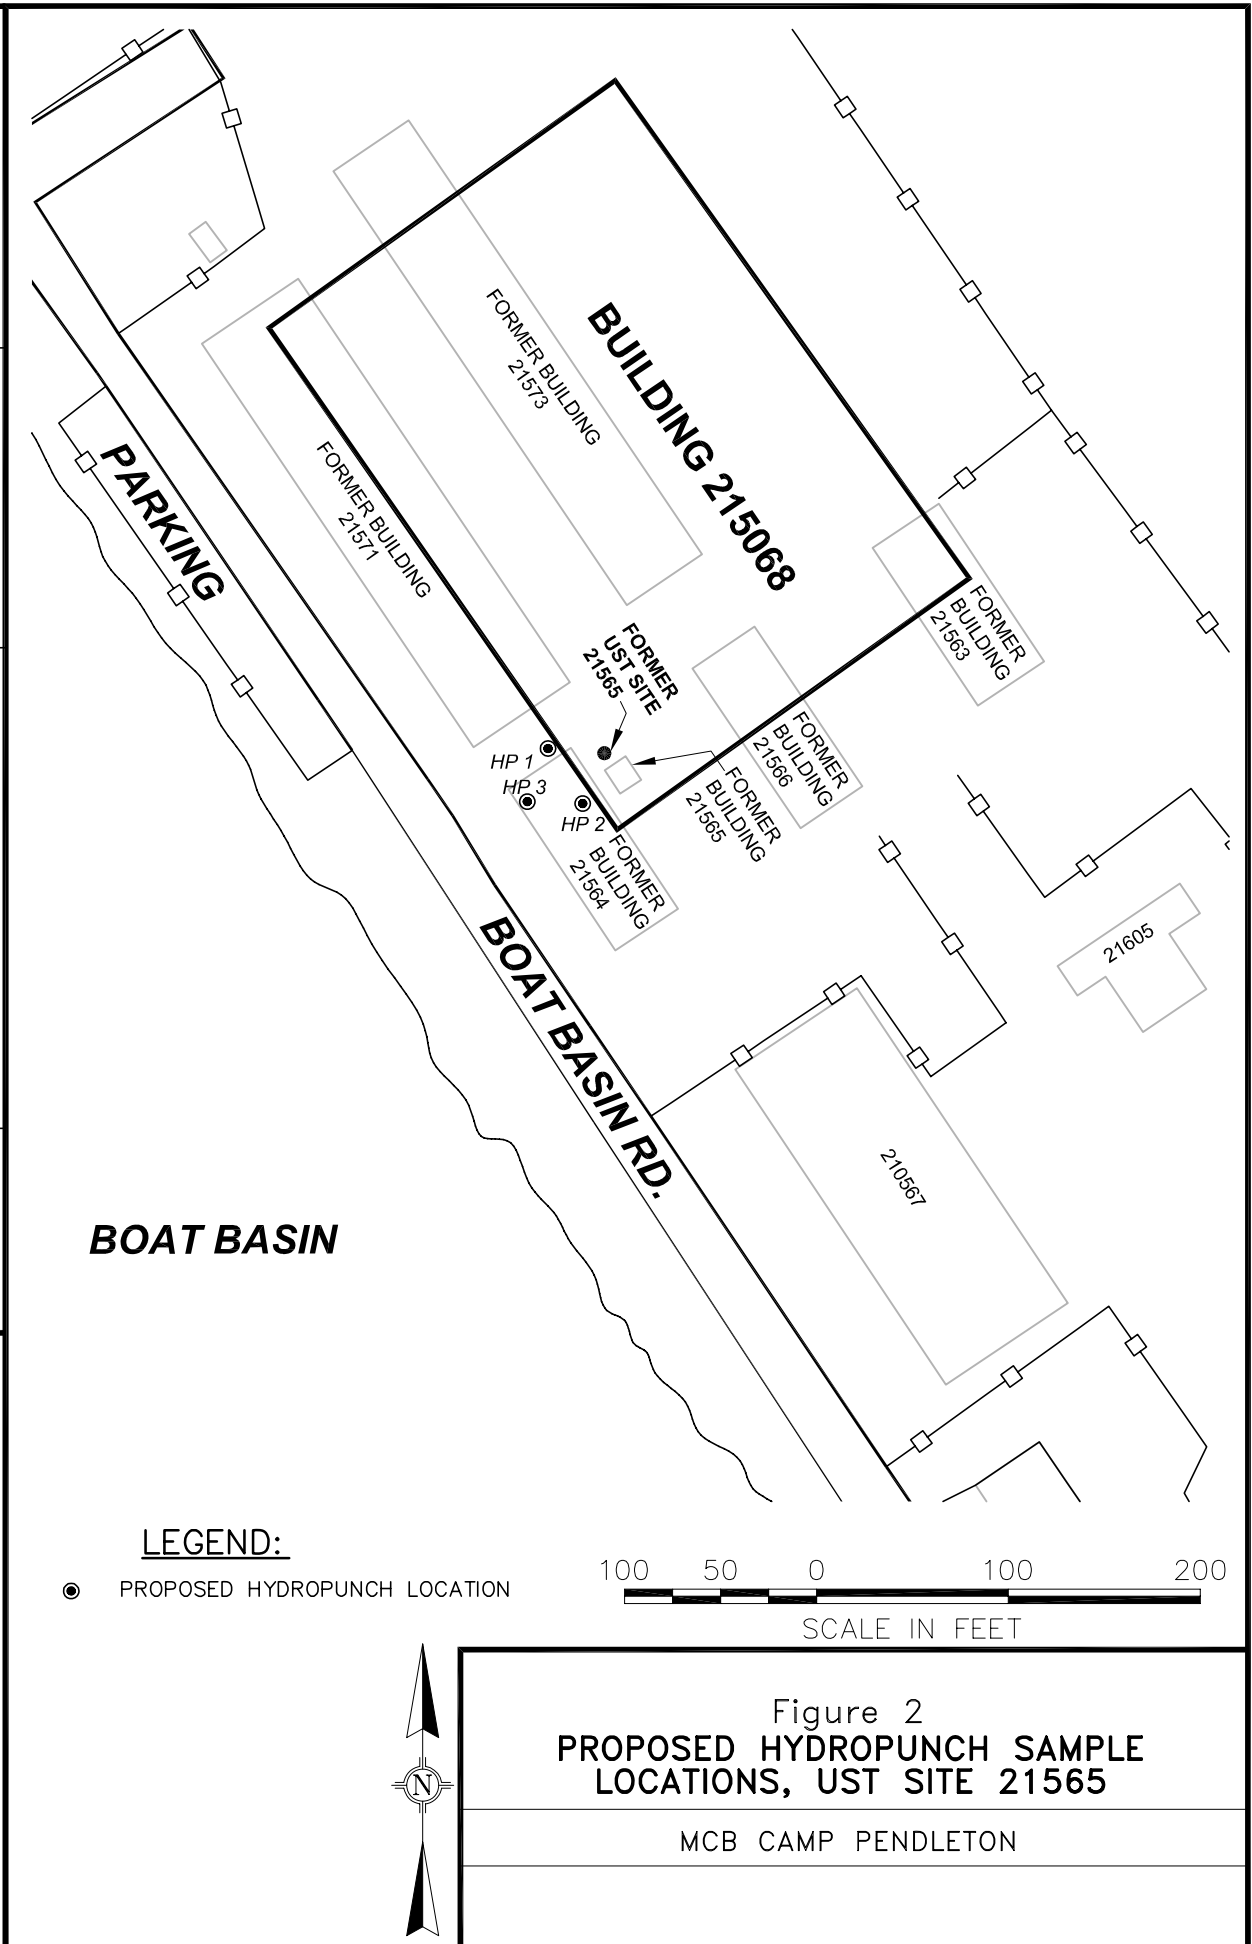 FORMER BUILDING
21573
BUILDING 215068
FORMER BUILDING
21571
PARKING
FORMER
BUILDING
21563
FORMER
UST SITE
21565
FORMER
BUILDING
21566
FORMER
BUILDING
21565
HP 1
HP 3
HP 2
FORMER
BUILDING
21564
21605
BOAT BASIN RD.
210567
BOAT BASIN
LEGEND:
PROPOSED HYDROPUNCH LOCATION
100 50 0 100 200
SCALE IN FEET
N
Figure 2
PROPOSED HYDROPUNCH SAMPLE
LOCATIONS, UST SITE 21565
MCB CAMP PENDLETON